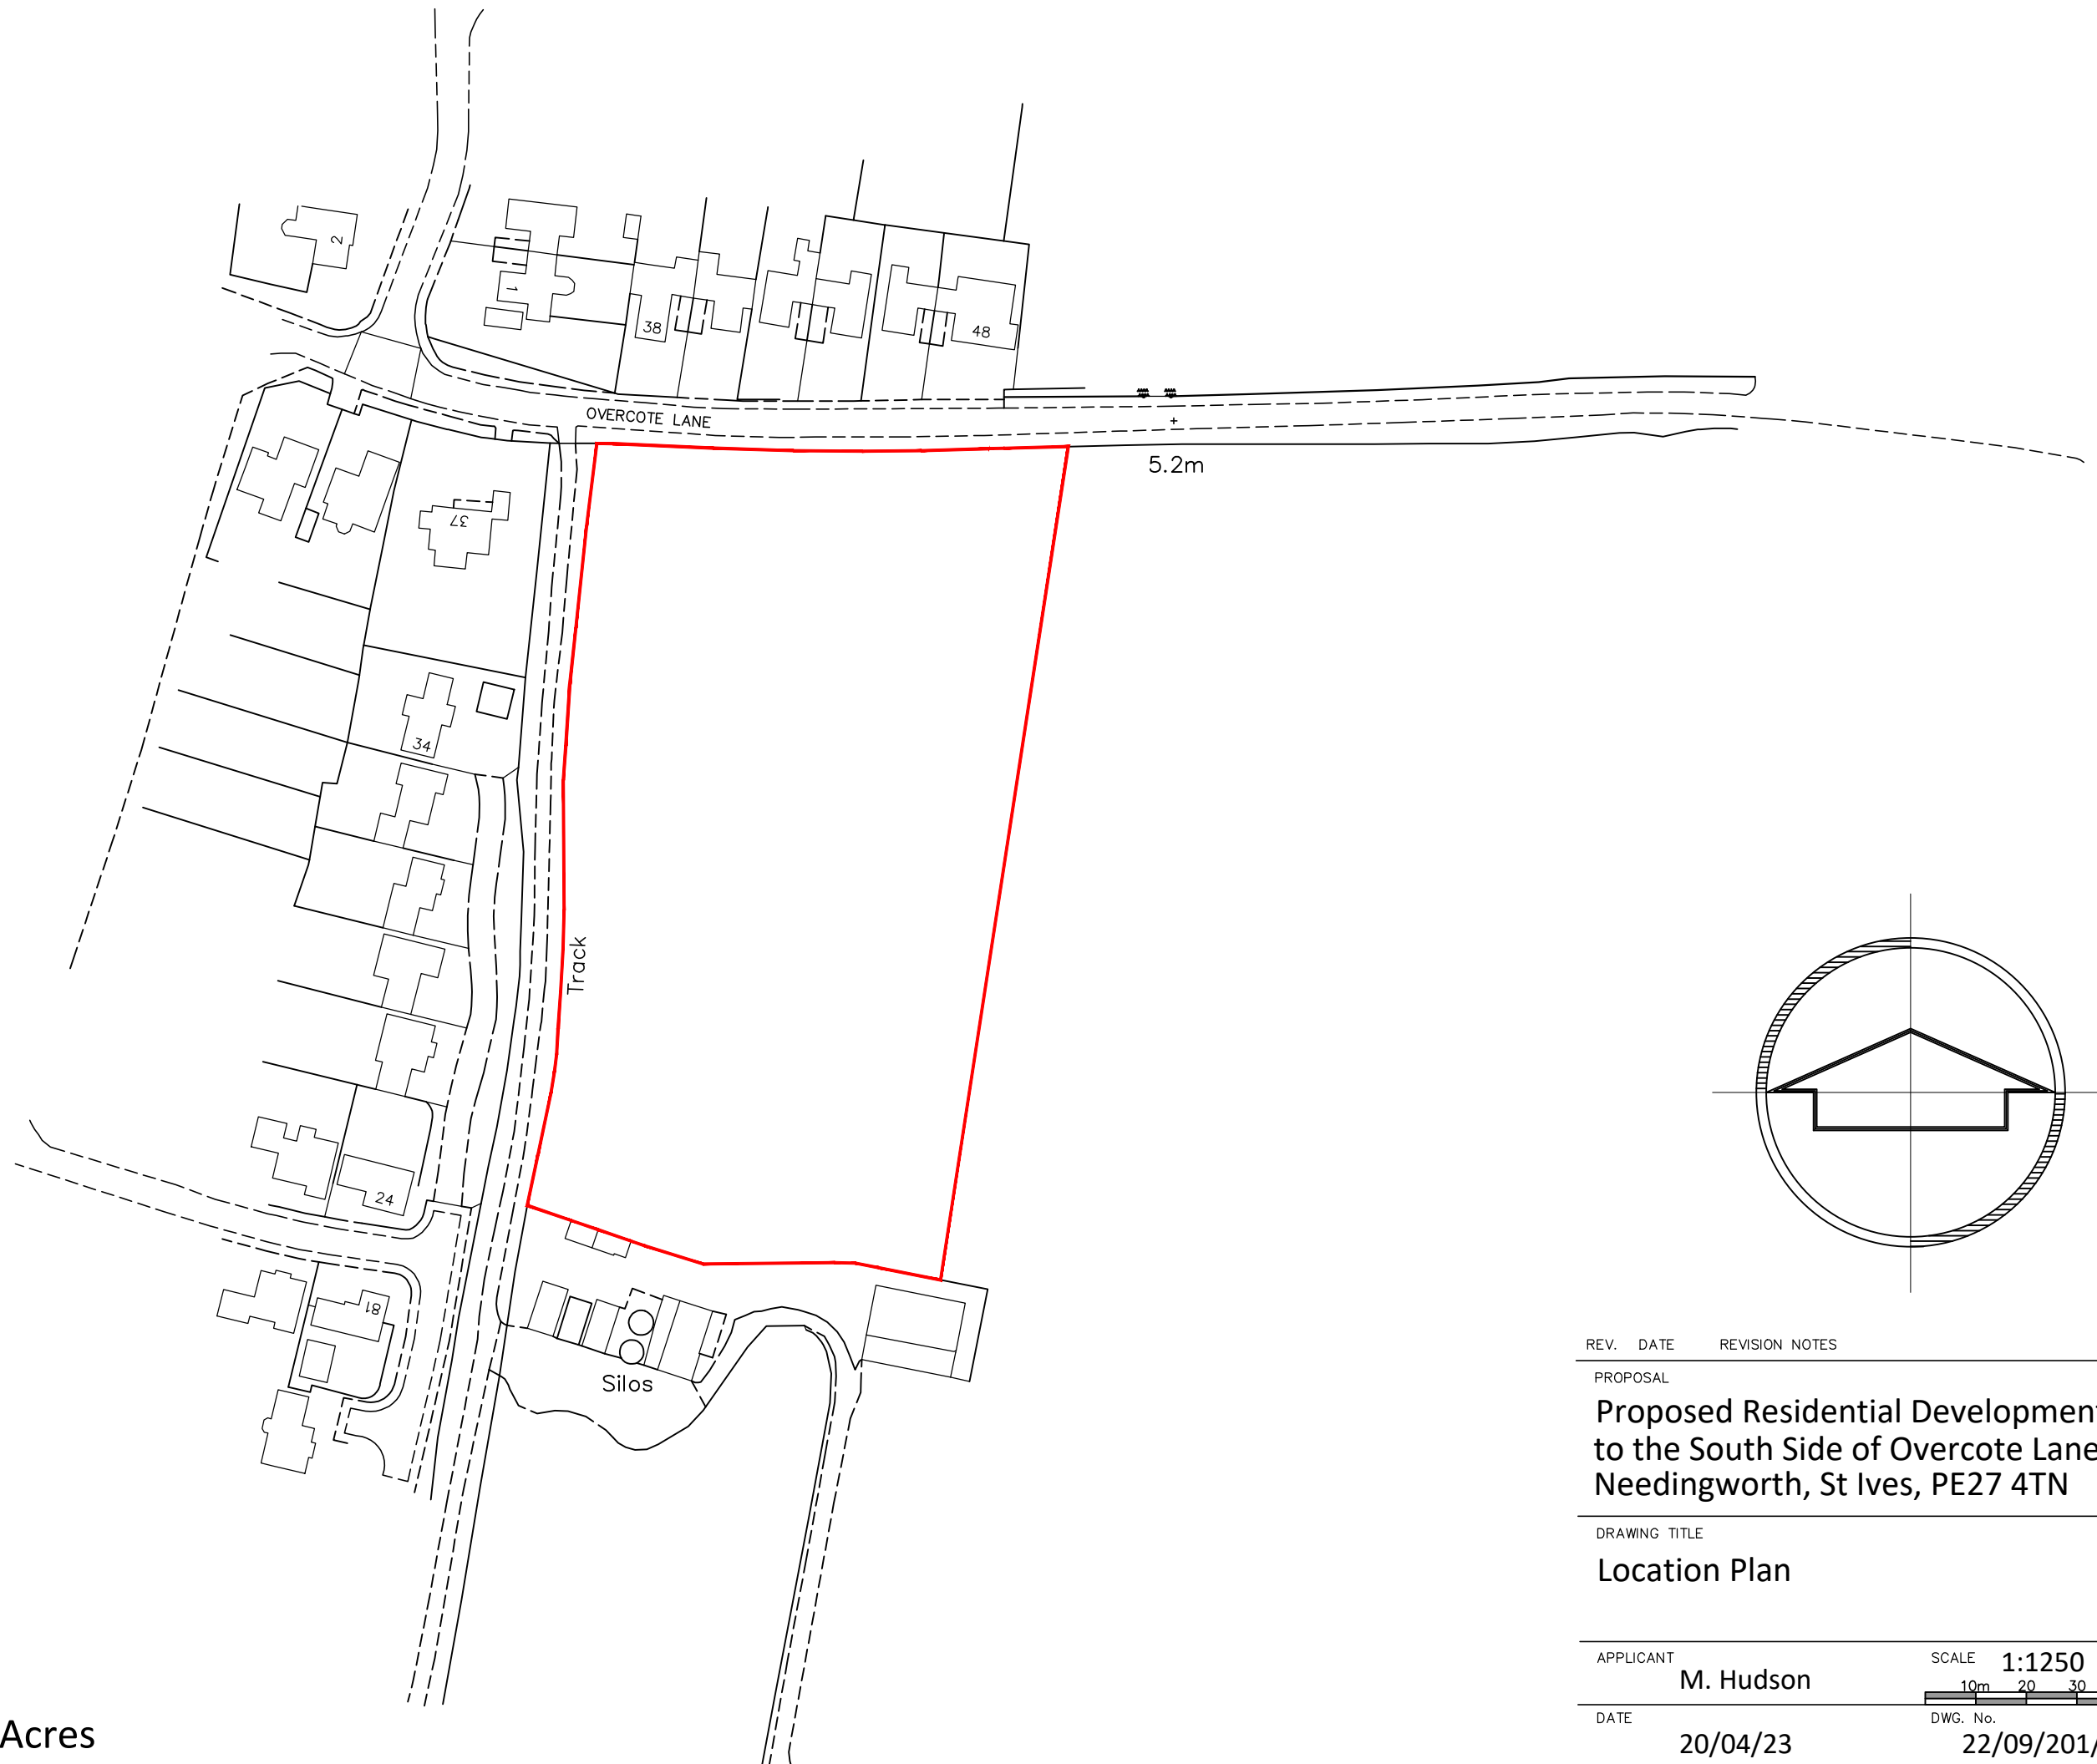 2
1
38
48
OVERCOTE LANE
5.2m
37
34
Track
24
81
Silos
REV. DATE REVISION NOTES
PROPOSAL
Proposed Residential Development
to the South Side of Overcote Lane
Needingworth, St Ives, PE27 4TN
DRAWING TITLE
Location Plan
APPLICANT
M. Hudson
SCALE 1:1250
10m 20 30
DATE
20/04/23
DWG. No.
22/09/201/
Acres